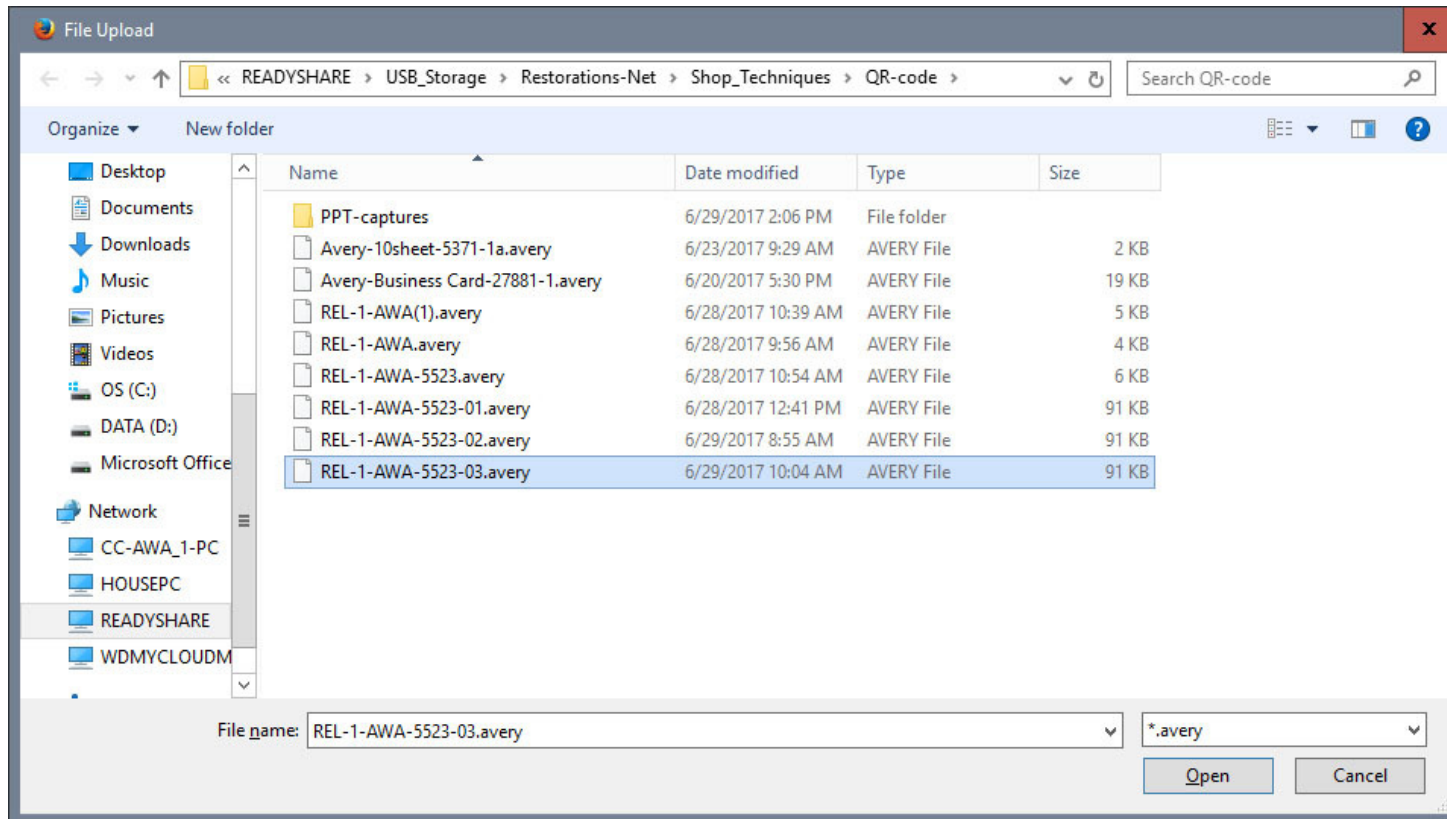 File Upload
x
« READYSHARE > USB_Storage > Restorations-Net > Shop_Techniques > QR-code >
Search QR-code
Organize
New folder
?
Desktop
Documents
Downloads
Music
Pictures
Videos
OS (C:)
DATA (D:)
Microsoft Office
Network
CC-AWA_1-PC
HOUSEPC
READYSHARE
WDMYCLOUDM
Name Date modified Type Size
PPT-captures 6/29/2017 2:06 PM File folder
Avery-10sheet-5371-1a.avery 6/23/2017 9:29 AM AVERY File 2 KB
Avery-Business Card-27881-1.avery 6/20/2017 5:30 PM AVERY File 19 KB
REL-1-AWA(1).avery 6/28/2017 10:39 AM AVERY File 5 KB
REL-1-AWA.avery 6/28/2017 9:56 AM AVERY File 4 KB
REL-1-AWA-5523.avery 6/28/2017 10:54 AM AVERY File 6 KB
REL-1-AWA-5523-01.avery 6/28/2017 12:41 PM AVERY File 91 KB
REL-1-AWA-5523-02.avery 6/29/2017 8:55 AM AVERY File 91 KB
REL-1-AWA-5523-03.avery 6/29/2017 10:04 AM AVERY File 91 KB
File name: REL-1-AWA-5523-03.avery
*.avery
Open
Cancel